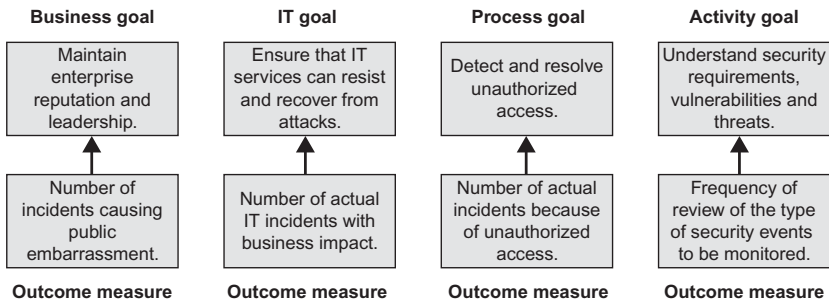 Business goal
Maintain
enterprise
reputation and
leadership.
Number of
incidents causing
public
embarrassment.
Outcome measure
IT goal
Ensure that IT
services can resist
and recover from
attacks.
Number of actual
IT incidents with
business impact.
Outcome measure
Process goal
Detect and resolve
unauthorized
access.
Number of actual
incidents because
of unauthorized
access.
Outcome measure
Activity goal
Understand security
requirements,
vulnerabilities and
threats.
Frequency of
review of the type
of security events
to be monitored.
Outcome measure